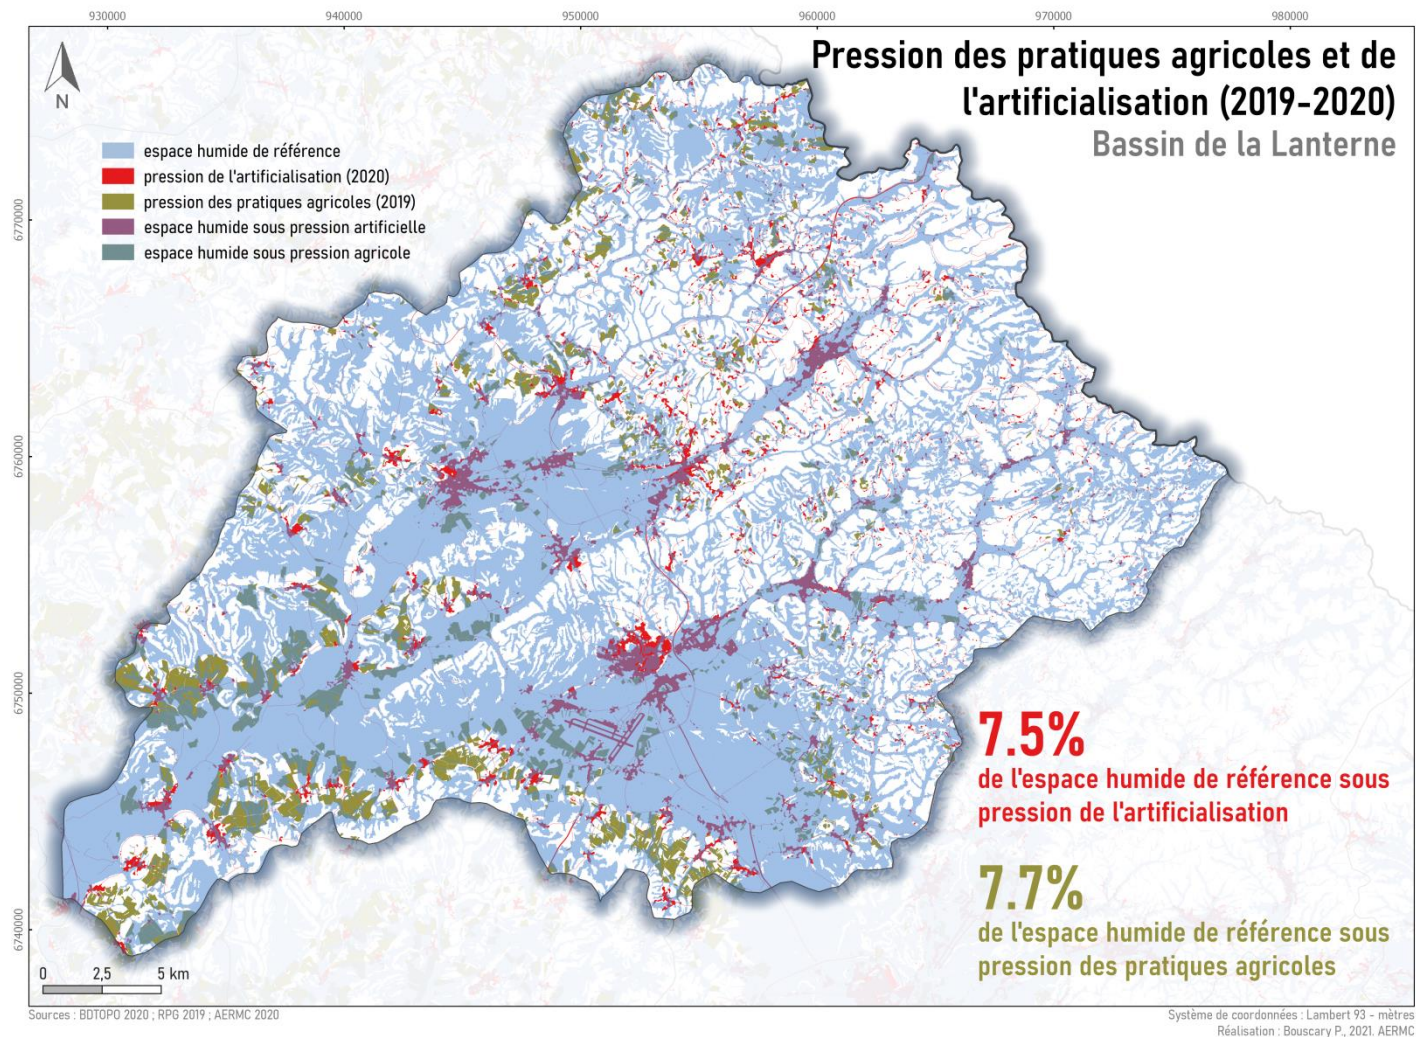 930000 940000 950000 960000 970000 980000
Pression des pratiques agricoles et de
l'artificialisation (2019-2020)
Bassin de la Lanterne
N
espace humide de référence
pression de l'artificialisation (2020)
pression des pratiques agricoles (2019)
espace humide sous pression artificielle
espace humide sous pression agricole
6770000
6760000
6750000
6740000
7.5%
de l'espace humide de référence sous
pression de l'artificialisation
7.7%
de l'espace humide de référence sous
pression des pratiques agricoles
0 2,5 5 km
Sources : BDTOPO 2020 ; RPG 2019 ; AERMC 2020
Système de coordonnées : Lambert 93 - mètres
Réalisation : Bouscary P., 2021. AERMC